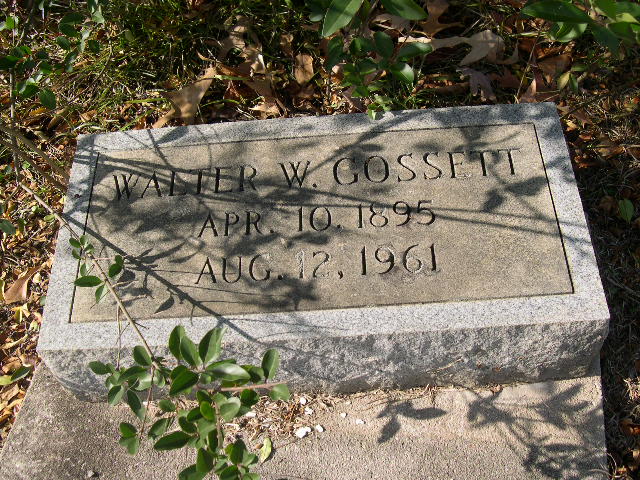 WALTER W. GOSSETT
APR. 10. 1895
AUG. 12, 1961